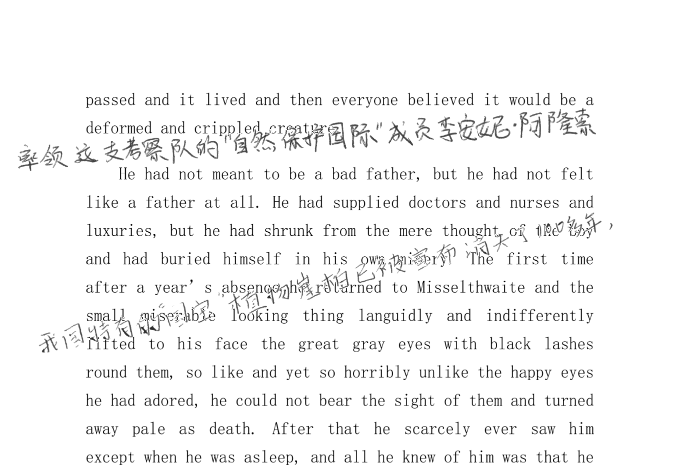 passed and it lived and then everyone believed it would be a
deformed and crippled creature.
率领这支考察队的“自然保护国际”成员李安妮·阿隆索
He had not meant to be a bad father, but he had not felt
like a father at all. He had supplied doctors and nurses and
luxuries, but he had shrunk from the mere thought of the boy
and had buried himself in his own misery. The first time
after a year’s absence he returned to Misselthwaite and the
small miserable looking thing languidly and indifferently
lifted to his face the great gray eyes with black lashes
round them, so like and yet so horribly unlike the happy eyes
he had adored, he could not bear the sight of them and turned
away pale as death. After that he scarcely ever saw him
except when he was asleep, and all he knew of him was that he
我国特有的“国宝”植物崖柏已被宣布消失了100多年,